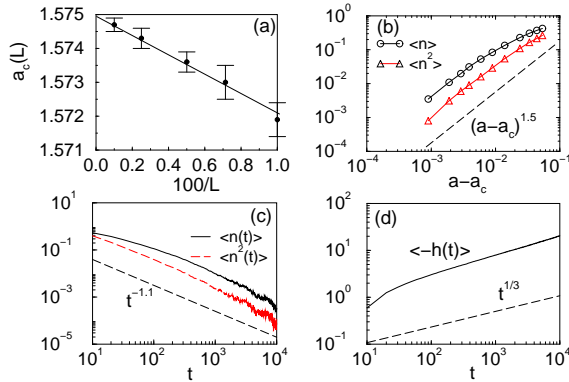 (a)
a_c(L)
1.575
1.574
1.573
1.572
1.571
0.0 0.2 0.4 0.6 0.8 1.0
100/L
(b)
<n>
<n^2>
(a−a_c)^1.5
10^0
10^−1
10^−2
10^−3
10^−4
10^−4 10^−3 10^−2 10^−1
a−a_c
(c)
<n(t)>
<n^2(t)>
t^−1.1
10^−1
10^−3
10^−5
10^1 10^2 10^3 10^4
t
(d)
<−h(t)>
t^1/3
10^2
10^1
10^0
10^−1
10^1 10^2 10^3 10^4
t